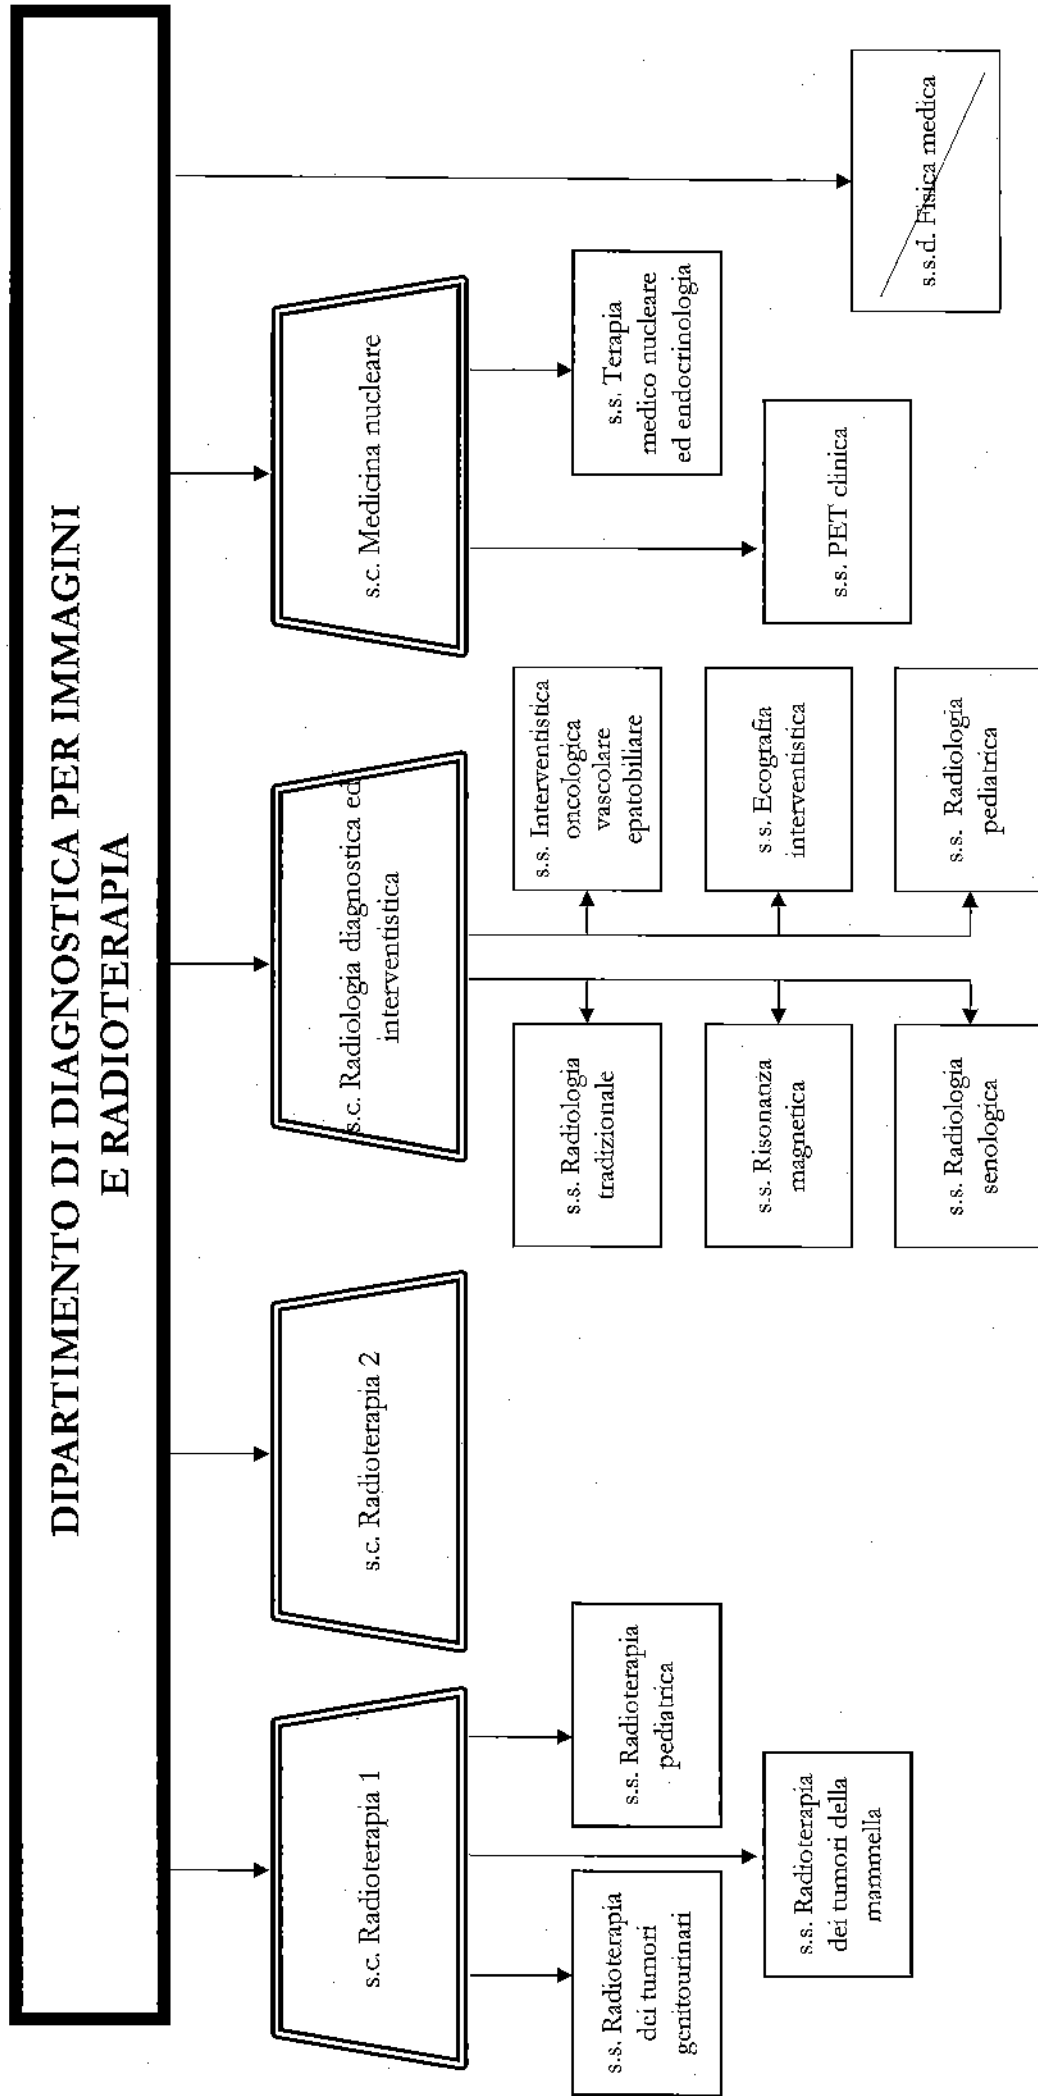 DIPARTIMENTO DI DIAGNOSTICA PER IMMAGINI
E RADIOTERAPIA
s.c. Radioterapia 1
s.c. Radioterapia 2
s.c. Radiologia diagnostica ed
interventistica
s.c. Medicina nucleare
s.s. Radioterapia
dei tumori
genitourinari
s.s. Radioterapia
pediatrica
s.s. Radioterapia
dei tumori della
mammella
s.s. Radiologia
tradizionale
s.s. Interventistica
oncologica
vascolare
epatobiliare
s.s. Risonanza
magnetica
s.s. Ecografia
interventistica
s.s. Radiologia
senologica
s.s. Radiologia
pediatrica
s.s. Terapia
medico nucleare
ed endocrinologia
s.s. PET clinica
s.s.d. Fisica medica